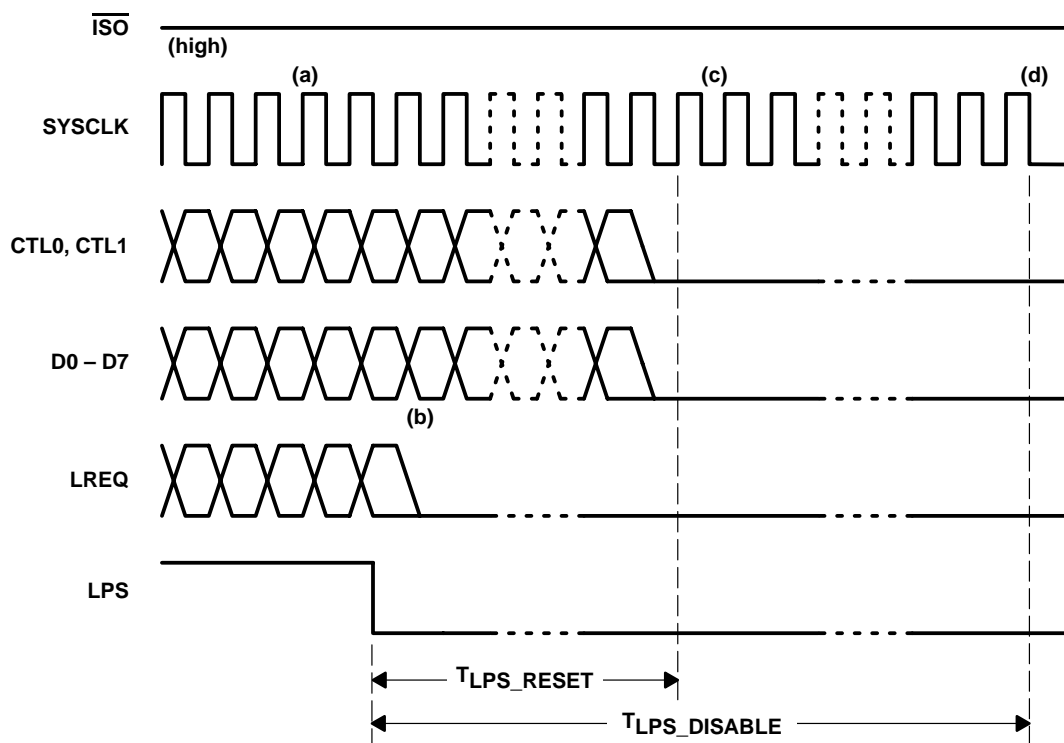 ISO
(high)
(a)
(c)
(d)
SYSCLK
CTL0, CTL1
D0 – D7
(b)
LREQ
LPS
TLPS_RESET
TLPS_DISABLE